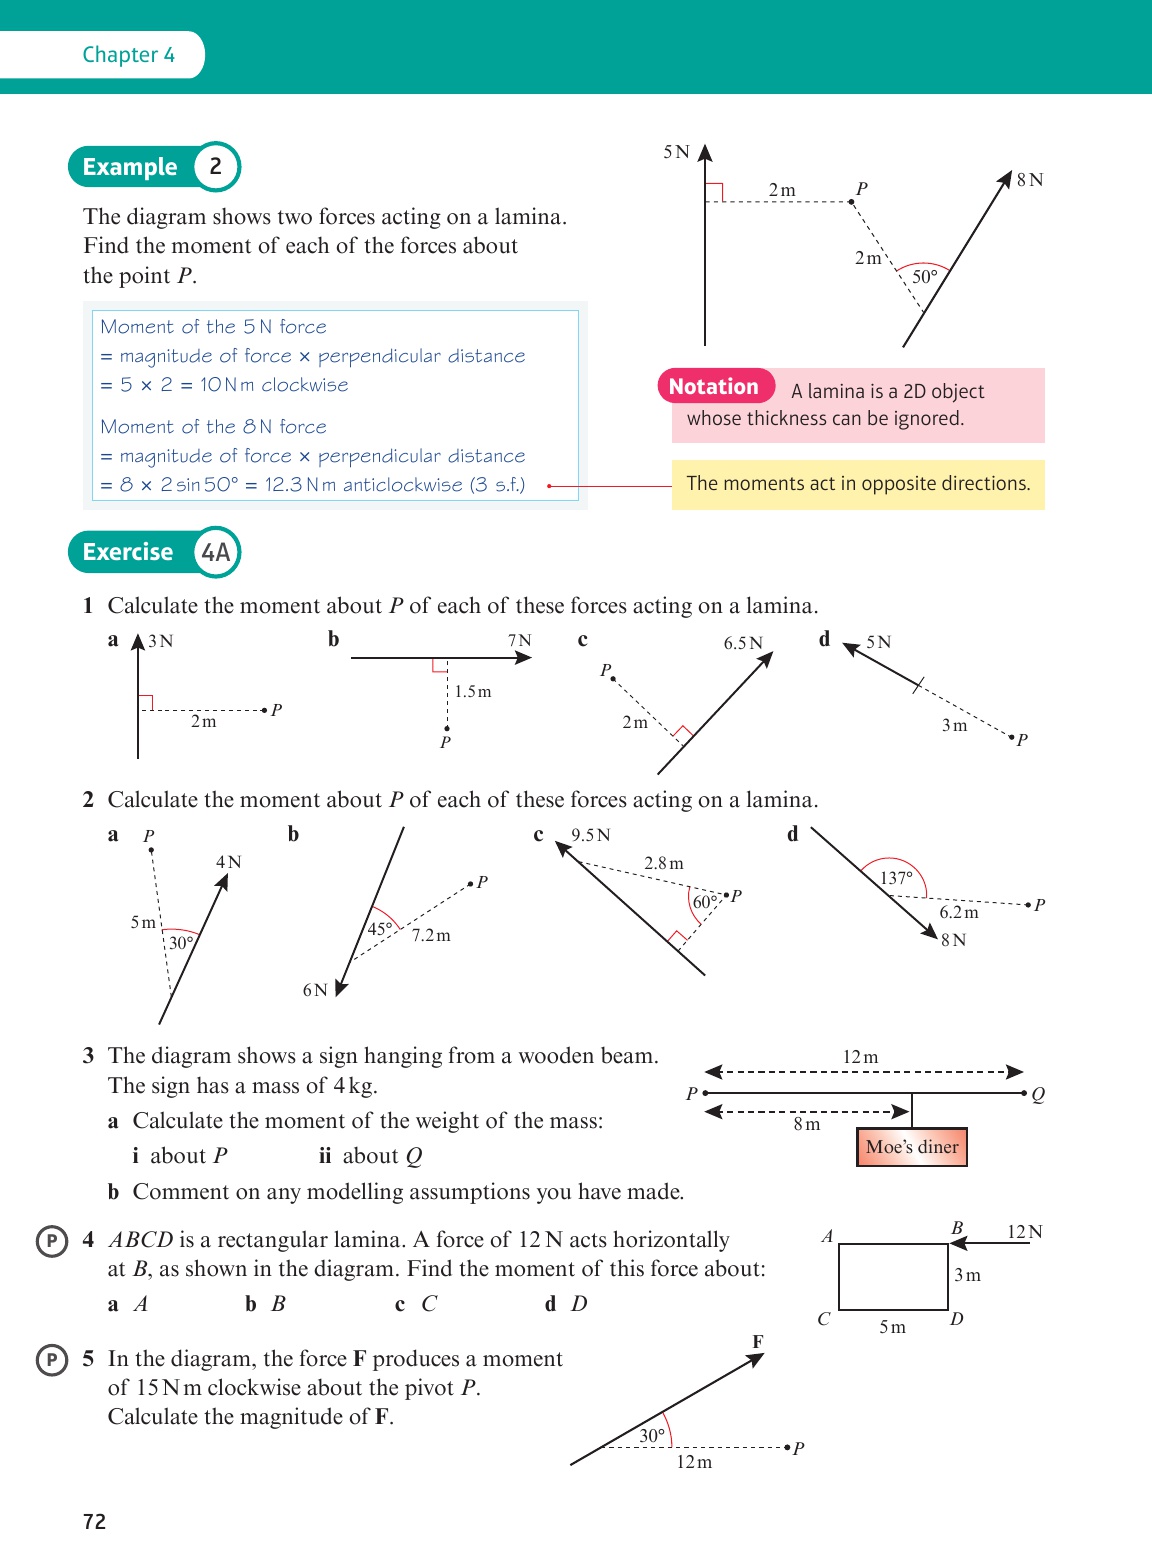 Chapter 4
Example 2
The diagram shows two forces acting on a lamina.
Find the moment of each of the forces about
the point P.
5 N
2 m
P
8 N
2 m
50°
Moment of the 5 N force
= magnitude of force × perpendicular distance
= 5 × 2 = 10 N m clockwise
Moment of the 8 N force
= magnitude of force × perpendicular distance
= 8 × 2 sin 50° = 12.3 N m anticlockwise (3 s.f.)
Notation A lamina is a 2D object
whose thickness can be ignored.
The moments act in opposite directions.
Exercise 4A
1 Calculate the moment about P of each of these forces acting on a lamina.
a 3 N
2 m
P
b 7 N
1.5 m
P
c 6.5 N
P
2 m
d 5 N
3 m
P
2 Calculate the moment about P of each of these forces acting on a lamina.
a P
4 N
5 m
30°
b
P
45°
7.2 m
6 N
c 9.5 N
2.8 m
60°
P
d
137°
P
6.2 m
8 N
3 The diagram shows a sign hanging from a wooden beam.
The sign has a mass of 4 kg.
a Calculate the moment of the weight of the mass:
i about P ii about Q
b Comment on any modelling assumptions you have made.
12 m
P
Q
8 m
Moe's diner
P 4 ABCD is a rectangular lamina. A force of 12 N acts horizontally
at B, as shown in the diagram. Find the moment of this force about:
a A b B c C d D
A
B
12 N
3 m
C
5 m
D
P 5 In the diagram, the force F produces a moment
of 15 N m clockwise about the pivot P.
Calculate the magnitude of F.
F
30°
P
12 m
72